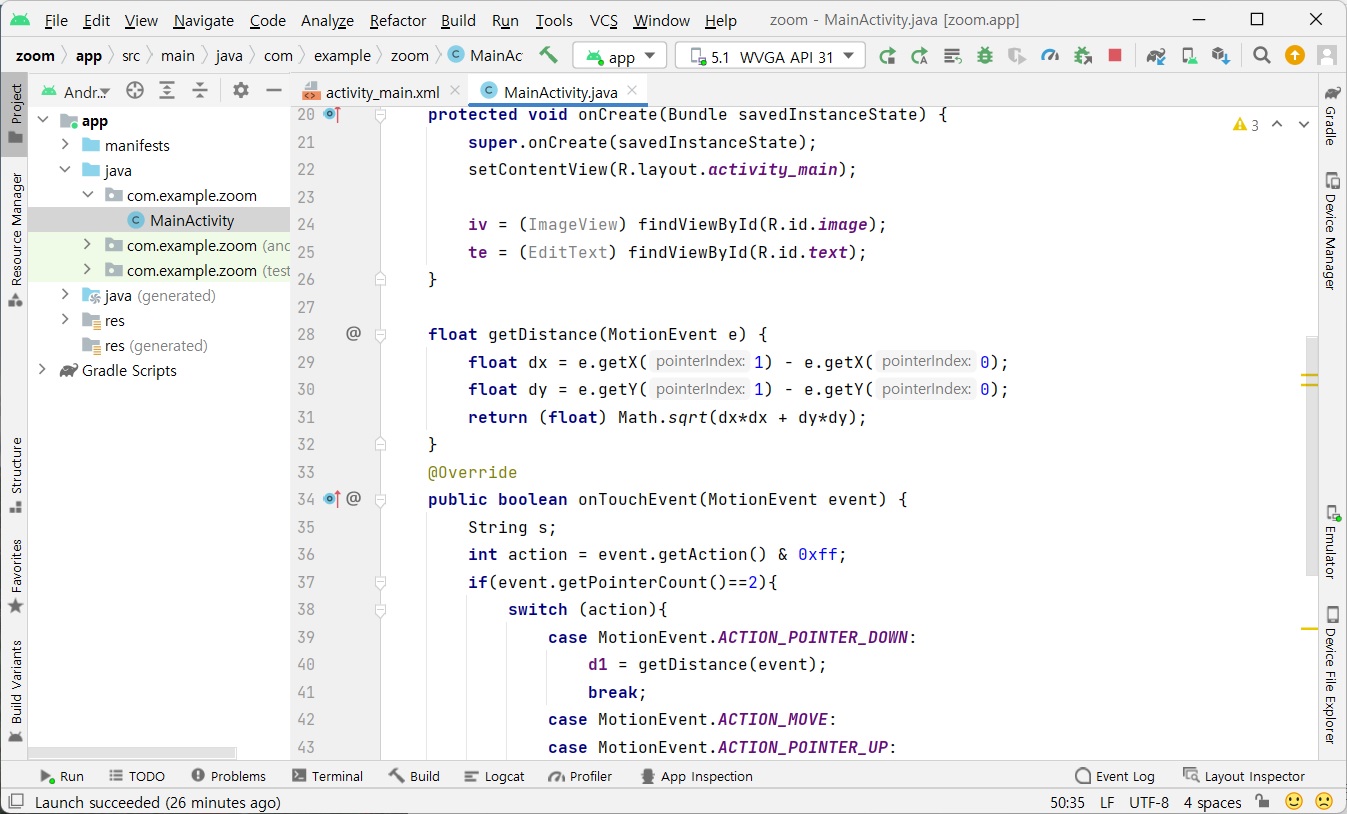 File Edit View Navigate Code Analyze Refactor Build Run Tools VCS Window Help zoom - MainActivity.java [zoom.app]
zoom app src main java com example zoom C MainAc app 5.1 WVGA API 31
Project
Resource Manager
Structure
Favorites
Build Variants
Andr..
app
manifests
java
com.example.zoom
C MainActivity
com.example.zoom (anc
com.example.zoom (test
java (generated)
res
res (generated)
Gradle Scripts
activity_main.xml C MainActivity.java
3
20 protected void onCreate(Bundle savedInstanceState) {
21 super.onCreate(savedInstanceState);
22 setContentView(R.layout.activity_main);
23
24 iv = (ImageView) findViewById(R.id.image);
25 te = (EditText) findViewById(R.id.text);
26 }
27
28 @ float getDistance(MotionEvent e) {
29 float dx = e.getX( pointerIndex: 1) - e.getX( pointerIndex: 0);
30 float dy = e.getY( pointerIndex: 1) - e.getY( pointerIndex: 0);
31 return (float) Math.sqrt(dx*dx + dy*dy);
32 }
33 @Override
34 @ public boolean onTouchEvent(MotionEvent event) {
35 String s;
36 int action = event.getAction() & 0xff;
37 if(event.getPointerCount()==2){
38 switch (action){
39 case MotionEvent.ACTION_POINTER_DOWN:
40 d1 = getDistance(event);
41 break;
42 case MotionEvent.ACTION_MOVE:
43 case MotionEvent.ACTION_POINTER_UP:
Gradle
Device Manager
Emulator
Device File Explorer
Run TODO Problems Terminal Build Logcat Profiler App Inspection Event Log Layout Inspector
Launch succeeded (26 minutes ago) 50:35 LF UTF-8 4 spaces